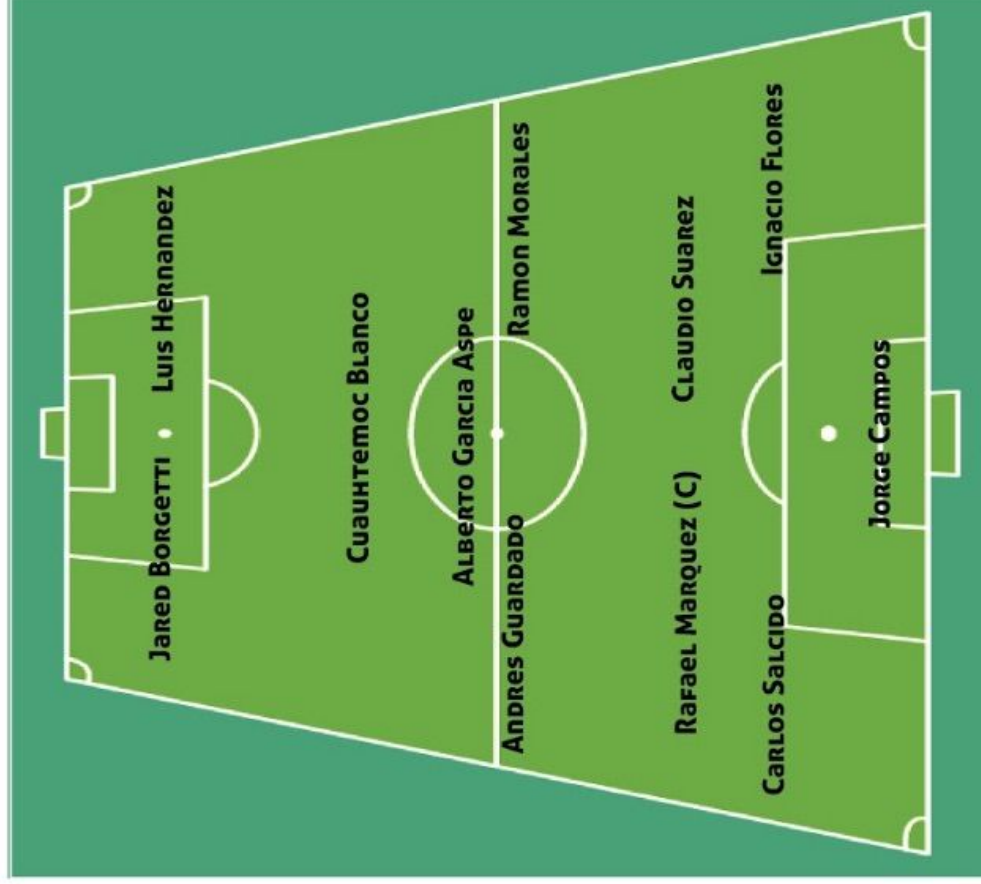 Jared Borgetti
Luis Hernandez
Cuauhtemoc Blanco
Alberto Garcia Aspe
Andres Guardado
Ramon Morales
Rafael Marquez (C)
Claudio Suarez
Carlos Salcido
Ignacio Flores
Jorge Campos